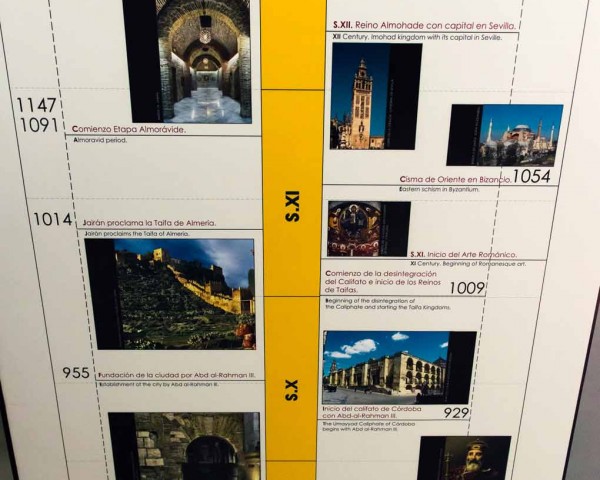 S.XII. Reino Almohade con capital en Sevilla.
XII Century. Imohad kingdom with its capital in Seville.
1147
1091
Comienzo Etapa Almorávide.
Almoravid period.
Cisma de Oriente en Bizancio. 1054
Eastern schism in Byzantium.
S.XI
1014
Jairán proclama la Taifa de Almería.
Jairán proclaims the Taifa of Almería.
S.XI. Inicio del Arte Románico.
XI Century. Beginning of Romanesque art.
Comienzo de la desintegración
del Califato e inicio de los Reinos
de Taifas.
1009
Beginning of the disintegration of
the Caliphate and starting the Taifa Kingdoms.
955
Fundación de la ciudad por Abd al-Rahman III.
Establishment of the city by Abd al-Rahman III.
S.X
Inicio del califato de Córdoba
con Abd-al-Rahman III.
929
The Umayyad Caliphate of Córdoba
begins with Abd al-Rahman III.